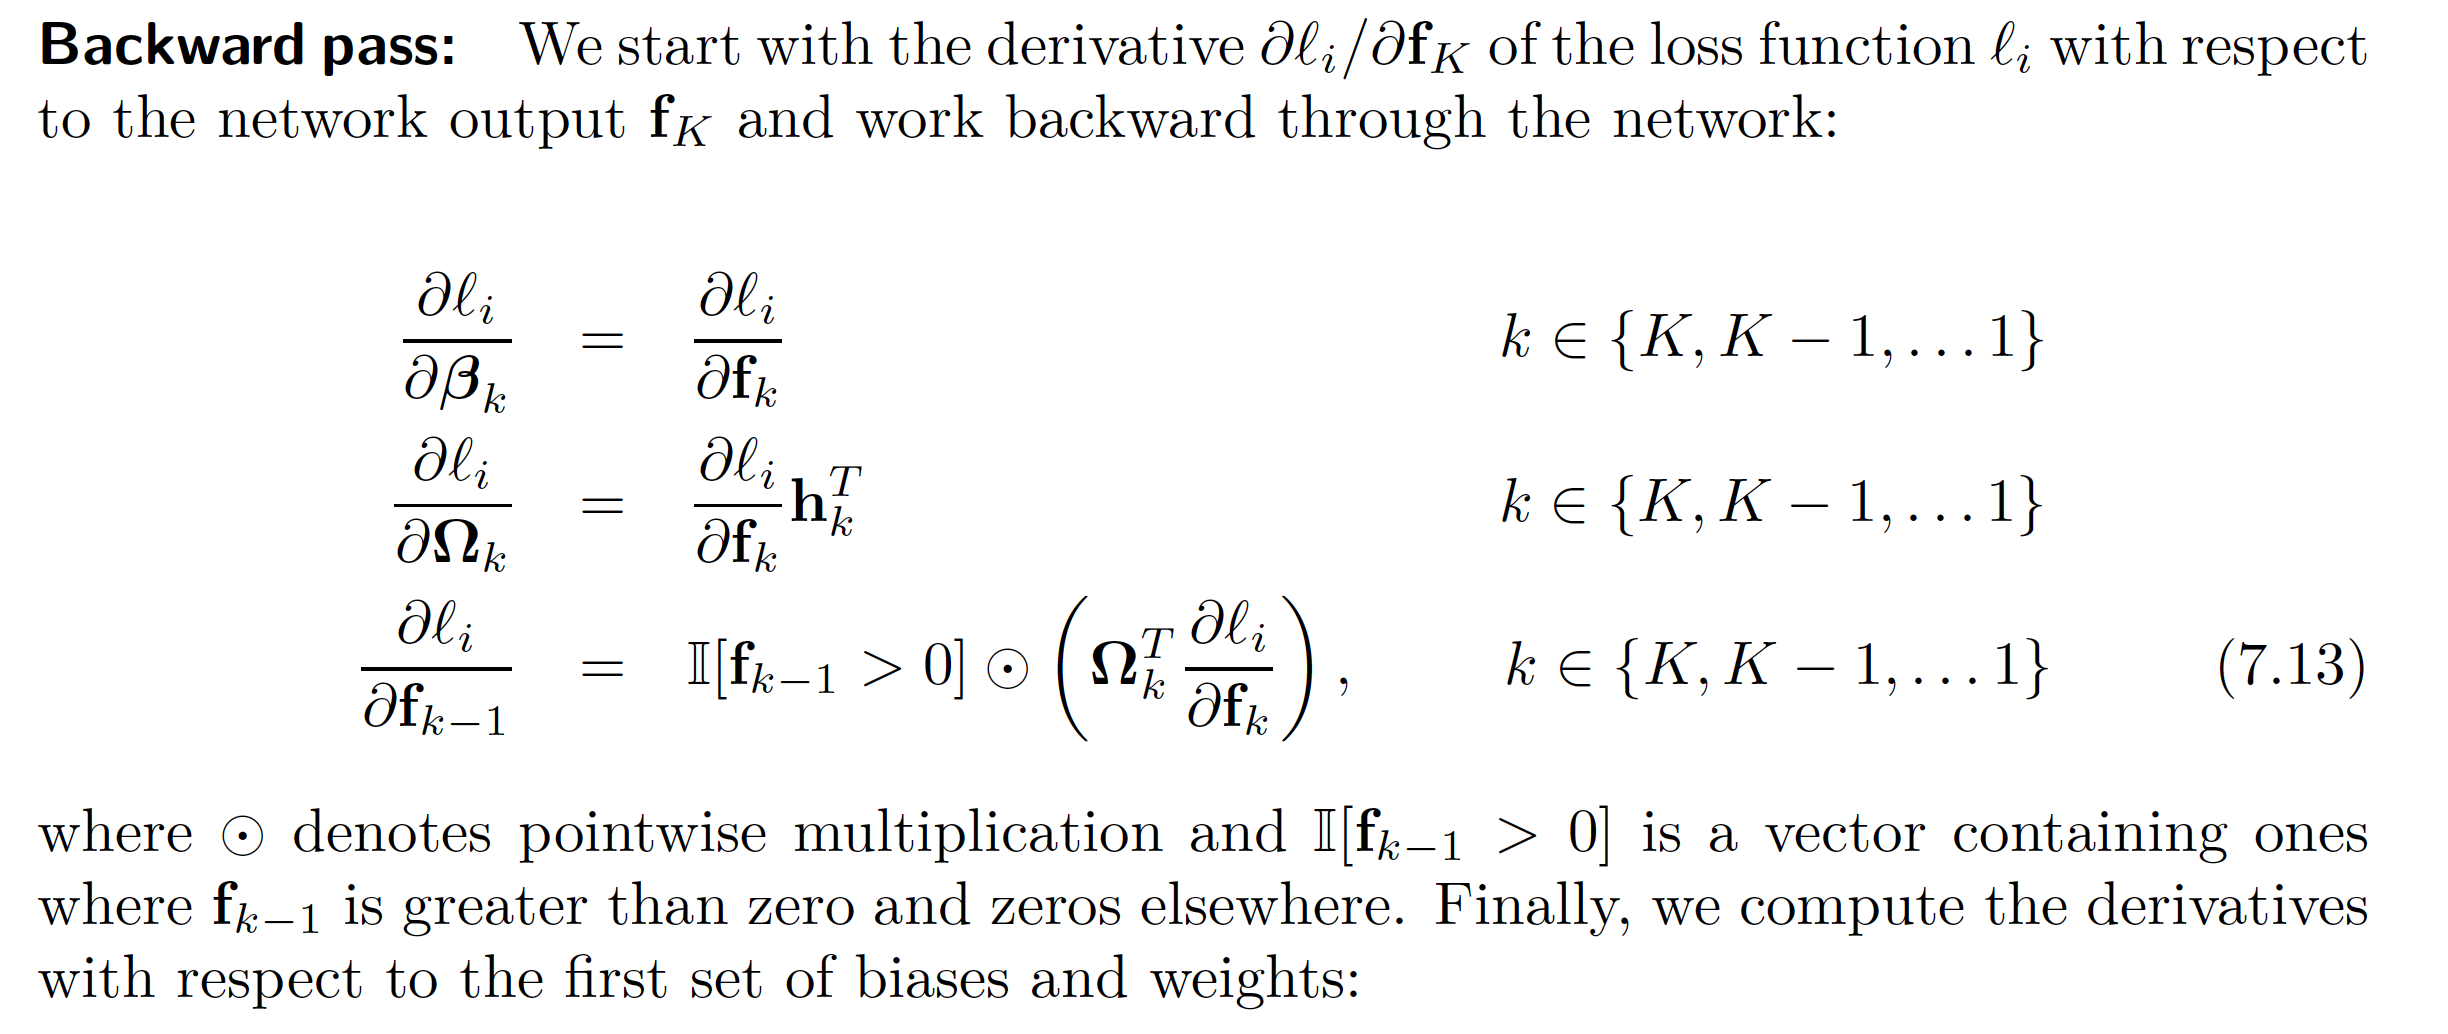 Backward pass: We start with the derivative ∂ℓ_i/∂f_K of the loss function ℓ_i with respect
to the network output f_K and work backward through the network:
∂ℓ_i/∂β_k = ∂ℓ_i/∂f_k k ∈ {K, K − 1, . . . 1}
∂ℓ_i/∂Ω_k = ∂ℓ_i/∂f_k h_k^T k ∈ {K, K − 1, . . . 1}
∂ℓ_i/∂f_{k−1} = 𝕀[f_{k−1} > 0] ⊙ (Ω_k^T ∂ℓ_i/∂f_k), k ∈ {K, K − 1, . . . 1} (7.13)
where ⊙ denotes pointwise multiplication and 𝕀[f_{k−1} > 0] is a vector containing ones
where f_{k−1} is greater than zero and zeros elsewhere. Finally, we compute the derivatives
with respect to the first set of biases and weights: